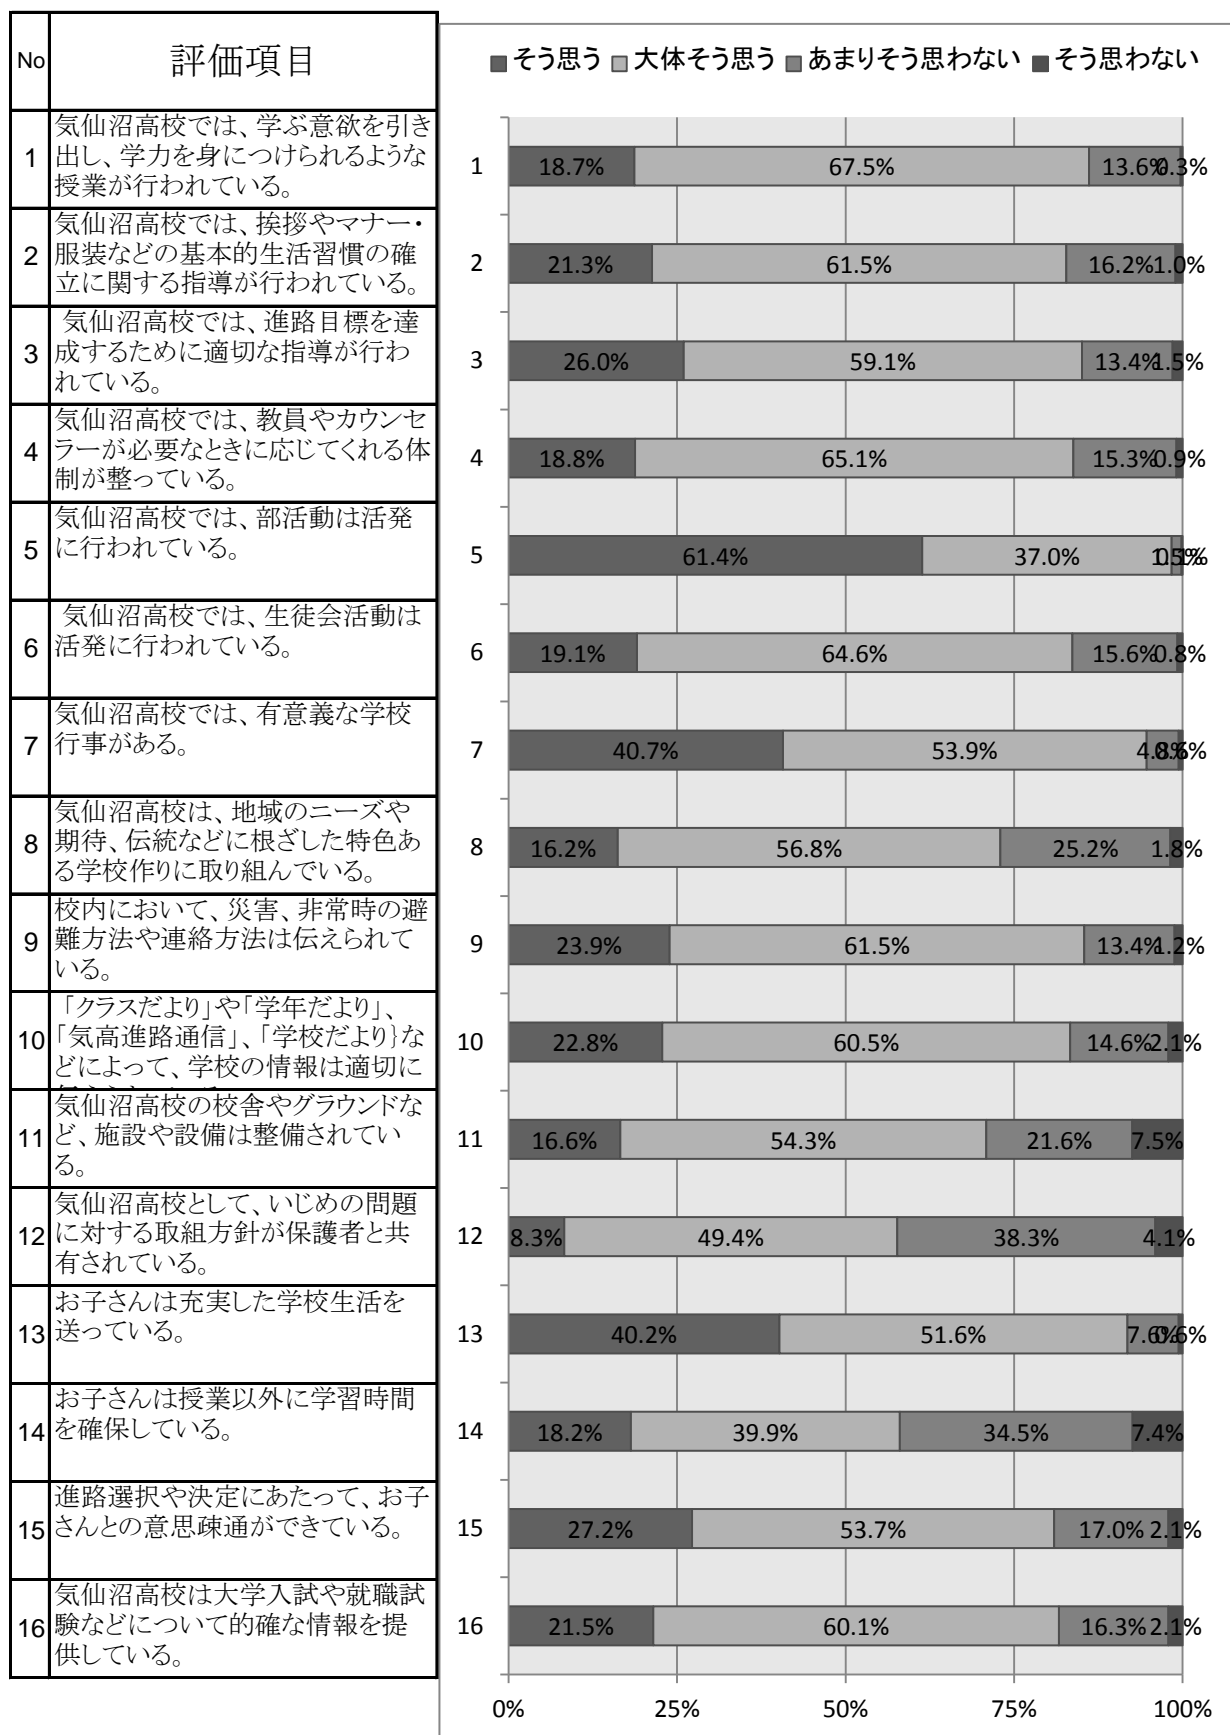 No
評価項目
1
気仙沼高校では、学ぶ意欲を引き
出し、学力を身につけられるような
授業が行われている。
2
気仙沼高校では、挨拶やマナー・
服装などの基本的生活習慣の確
立に関する指導が行われている。
3
気仙沼高校では、進路目標を達
成するために適切な指導が行わ
れている。
4
気仙沼高校では、教員やカウンセ
ラーが必要なときに応じてくれる体
制が整っている。
5
気仙沼高校では、部活動は活発
に行われている。
6
気仙沼高校では、生徒会活動は
活発に行われている。
7
気仙沼高校では、有意義な学校
行事がある。
8
気仙沼高校は、地域のニーズや
期待、伝統などに根ざした特色あ
る学校作りに取り組んでいる。
9
校内において、災害、非常時の避
難方法や連絡方法は伝えられて
いる。
10
「クラスだより」や「学年だより」、
「気高進路通信」、「学校だより}な
どによって、学校の情報は適切に
11
気仙沼高校の校舎やグラウンドな
ど、施設や設備は整備されてい
る。
12
気仙沼高校として、いじめの問題
に対する取組方針が保護者と共
有されている。
13
お子さんは充実した学校生活を
送っている。
14
お子さんは授業以外に学習時間
を確保している。
15
進路選択や決定にあたって、お子
さんとの意思疎通ができている。
16
気仙沼高校は大学入試や就職試
験などについて的確な情報を提
供している。
そう思う 大体そう思う あまりそう思わない そう思わない
1 18.7% 67.5% 13.6% 0.3%
2 21.3% 61.5% 16.2% 1.0%
3 26.0% 59.1% 13.4% 1.5%
4 18.8% 65.1% 15.3% 0.9%
5 61.4% 37.0%
6 19.1% 64.6% 15.6% 0.8%
7 40.7% 53.9% 4.8% 0.6%
8 16.2% 56.8% 25.2% 1.8%
9 23.9% 61.5% 13.4% 1.2%
10 22.8% 60.5% 14.6% 2.1%
11 16.6% 54.3% 21.6% 7.5%
12 8.3% 49.4% 38.3% 4.1%
13 40.2% 51.6% 7.6% 0.6%
14 18.2% 39.9% 34.5% 7.4%
15 27.2% 53.7% 17.0% 2.1%
16 21.5% 60.1% 16.3% 2.1%
0% 25% 50% 75% 100%